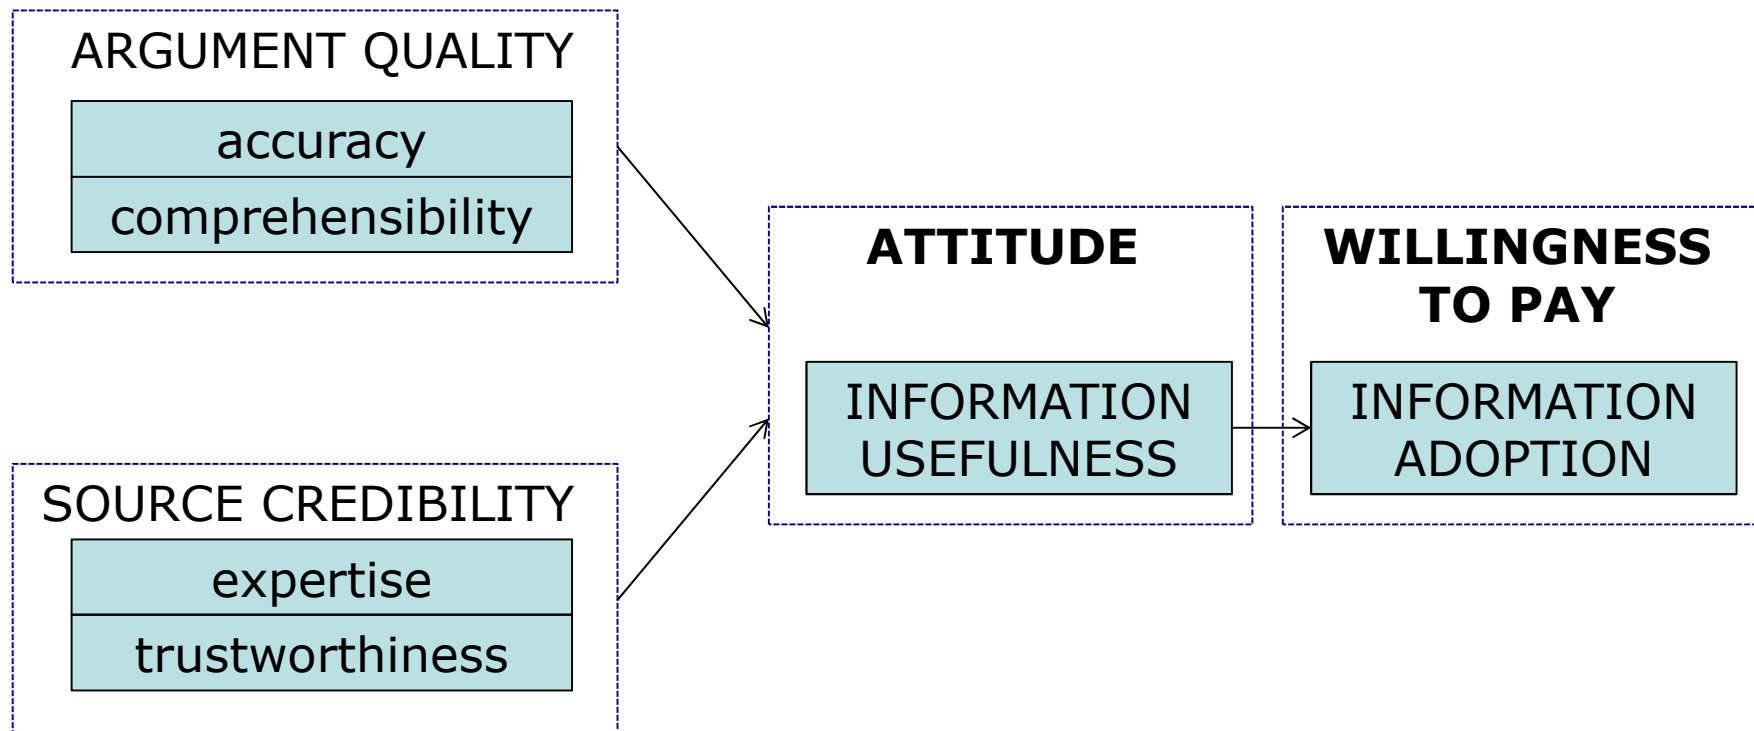 ARGUMENT QUALITY
accuracy
comprehensibility
SOURCE CREDIBILITY
expertise
trustworthiness
ATTITUDE
INFORMATION
USEFULNESS
WILLINGNESS
TO PAY
INFORMATION
ADOPTION